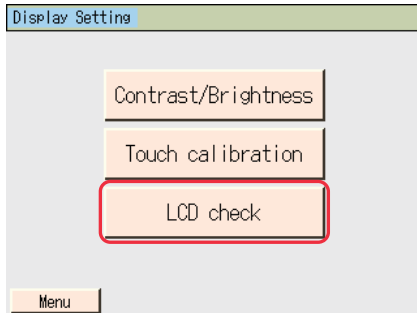 Display Setting
Contrast/Brightness
Touch calibration
LCD check
Menu